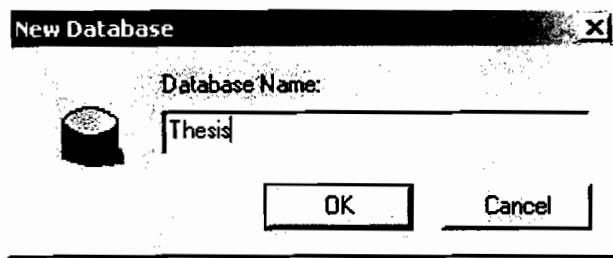 New Database
Database Name:
Thesis
OK
Cancel